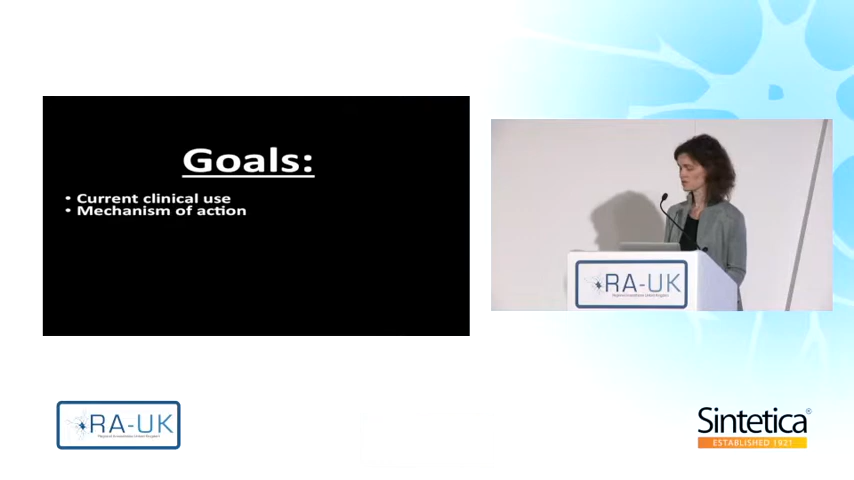 Goals:
• Current clinical use
• Mechanism of action
RA-UK
RA-UK
Sintetica®
ESTABLISHED 1921